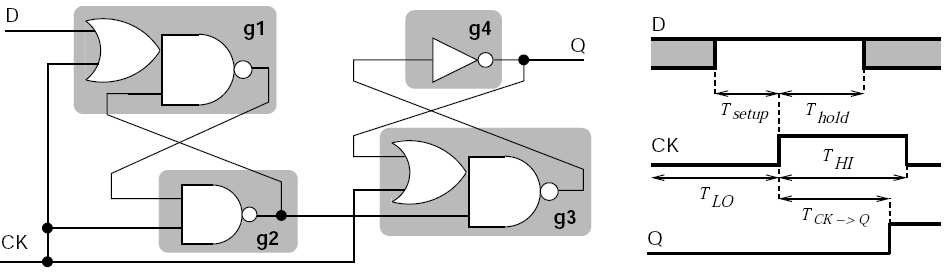 D
g1
g4
Q
g2
g3
CK
D
T setup
T hold
CK
T HI
T LO
T CK -> Q
Q